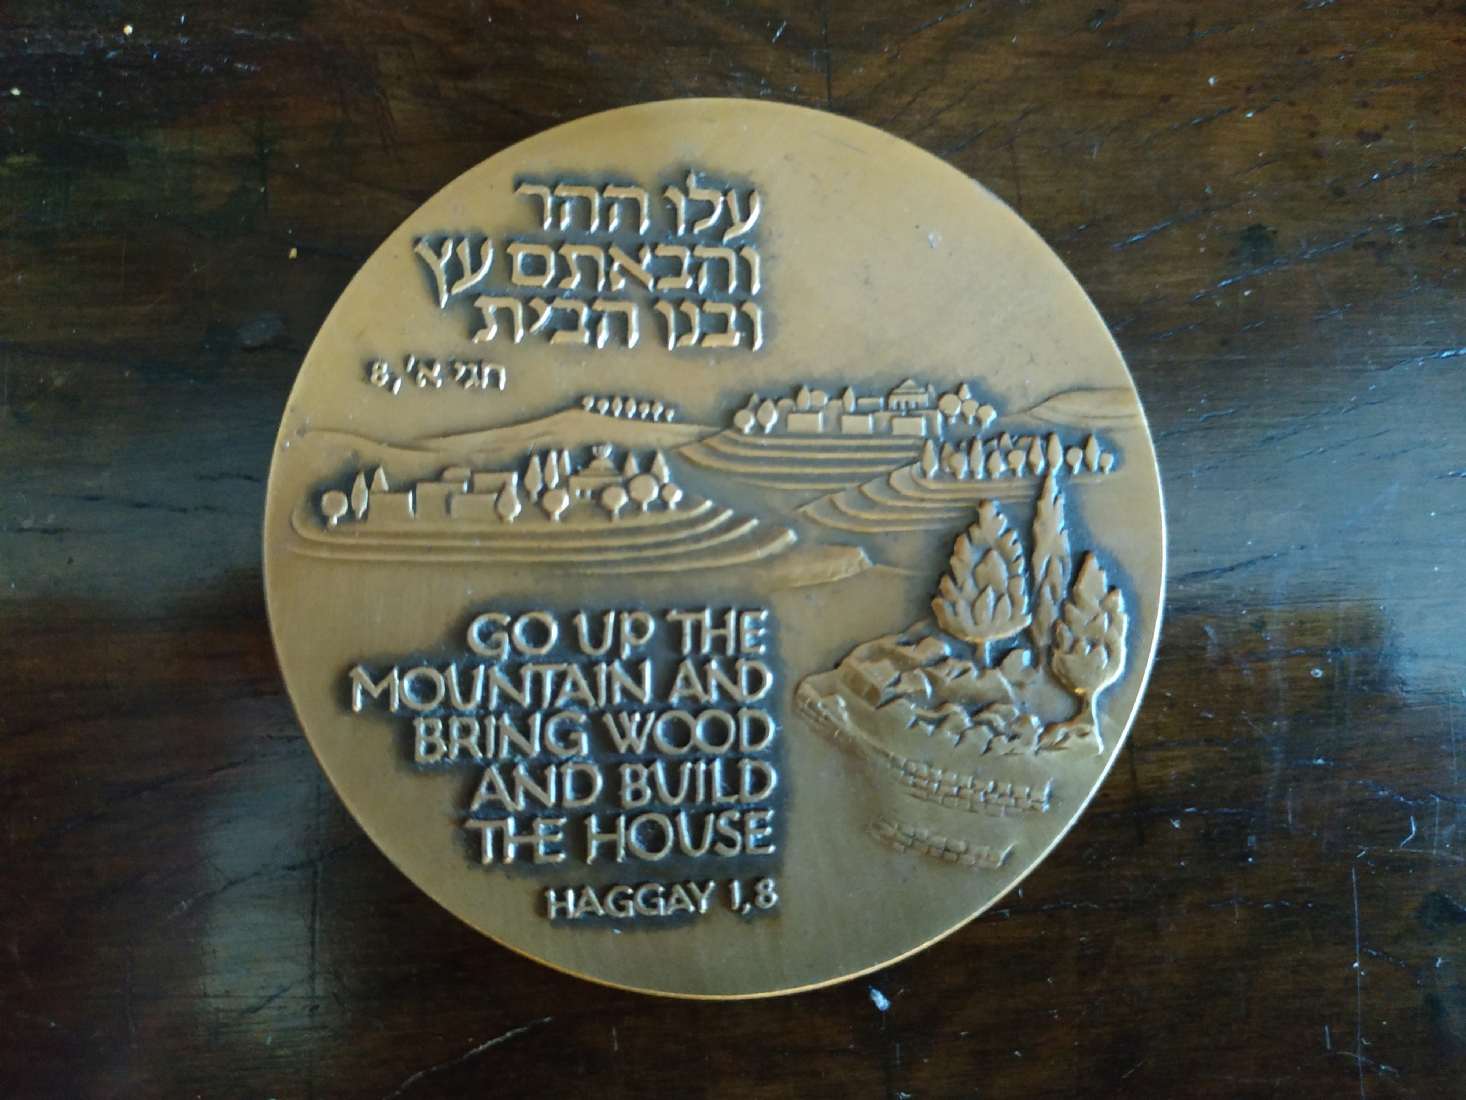 עלו ההר
והבאתם עץ
ובנו הבית
חגי א׳, 8
GO UP THE
MOUNTAIN AND
BRING WOOD
AND BUILD
THE HOUSE
HAGGAY 1,8